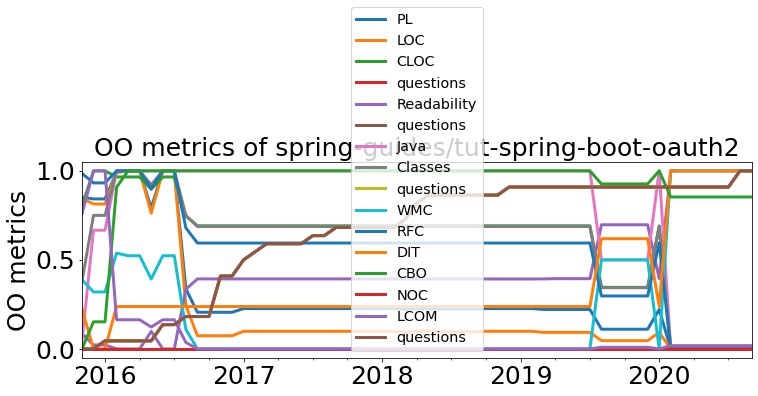 PL
LOC
CLOC
questions
Readability
questions
Java
Classes
questions
WMC
RFC
DIT
CBO
NOC
LCOM
questions
OO metrics of spring-guides/tut-spring-boot-oauth2
OO metrics
1.0
0.5
0.0
2016 2017 2018 2019 2020